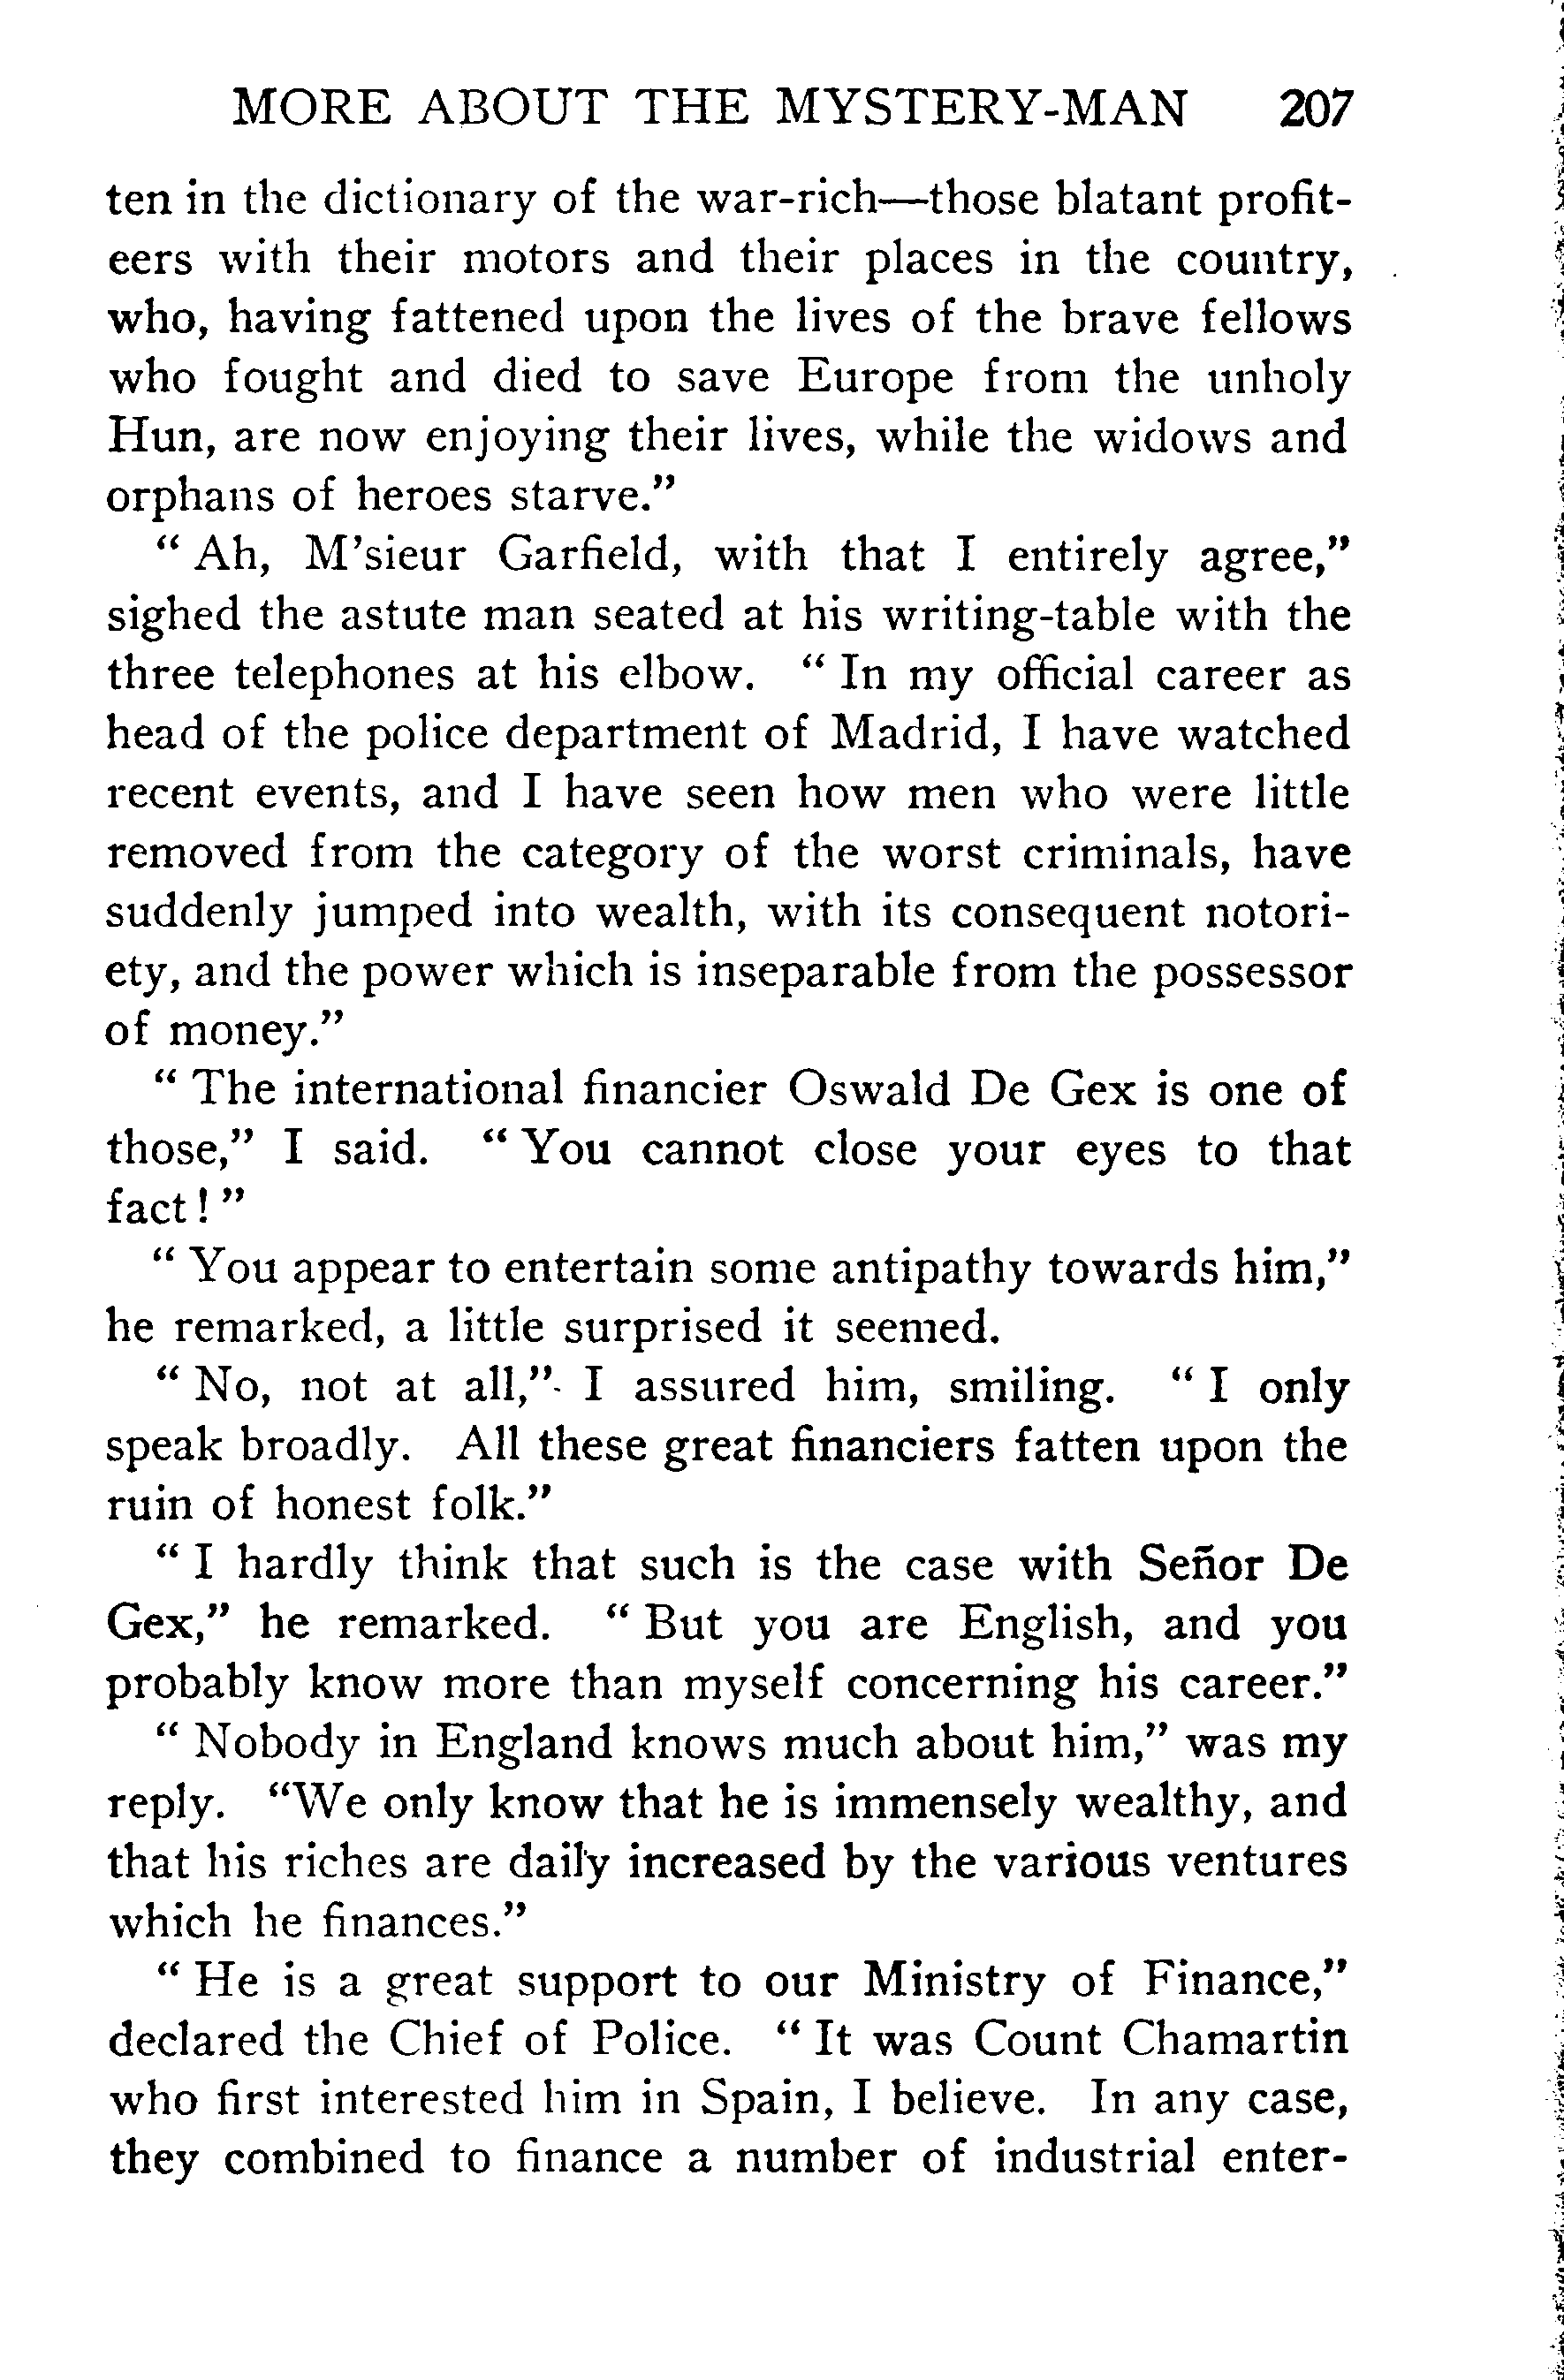 MORE ABOUT THE MYSTERY-MAN 207
ten in the dictionary of the war-rich—those blatant profit-
eers with their motors and their places in the country,
who, having fattened upon the lives of the brave fellows
who fought and died to save Europe from the unholy
Hun, are now enjoying their lives, while the widows and
orphans of heroes starve."
" Ah, M'sieur Garfield, with that I entirely agree,"
sighed the astute man seated at his writing-table with the
three telephones at his elbow. " In my official career as
head of the police department of Madrid, I have watched
recent events, and I have seen how men who were little
removed from the category of the worst criminals, have
suddenly jumped into wealth, with its consequent notori-
ety, and the power which is inseparable from the possessor
of money."
" The international financier Oswald De Gex is one of
those," I said. " You cannot close your eyes to that
fact ! "
" You appear to entertain some antipathy towards him,"
he remarked, a little surprised it seemed.
" No, not at all," I assured him, smiling. " I only
speak broadly. All these great financiers fatten upon the
ruin of honest folk."
" I hardly think that such is the case with Señor De
Gex," he remarked. " But you are English, and you
probably know more than myself concerning his career."
" Nobody in England knows much about him," was my
reply. "We only know that he is immensely wealthy, and
that his riches are daily increased by the various ventures
which he finances."
" He is a great support to our Ministry of Finance,"
declared the Chief of Police. " It was Count Chamartin
who first interested him in Spain, I believe. In any case,
they combined to finance a number of industrial enter-